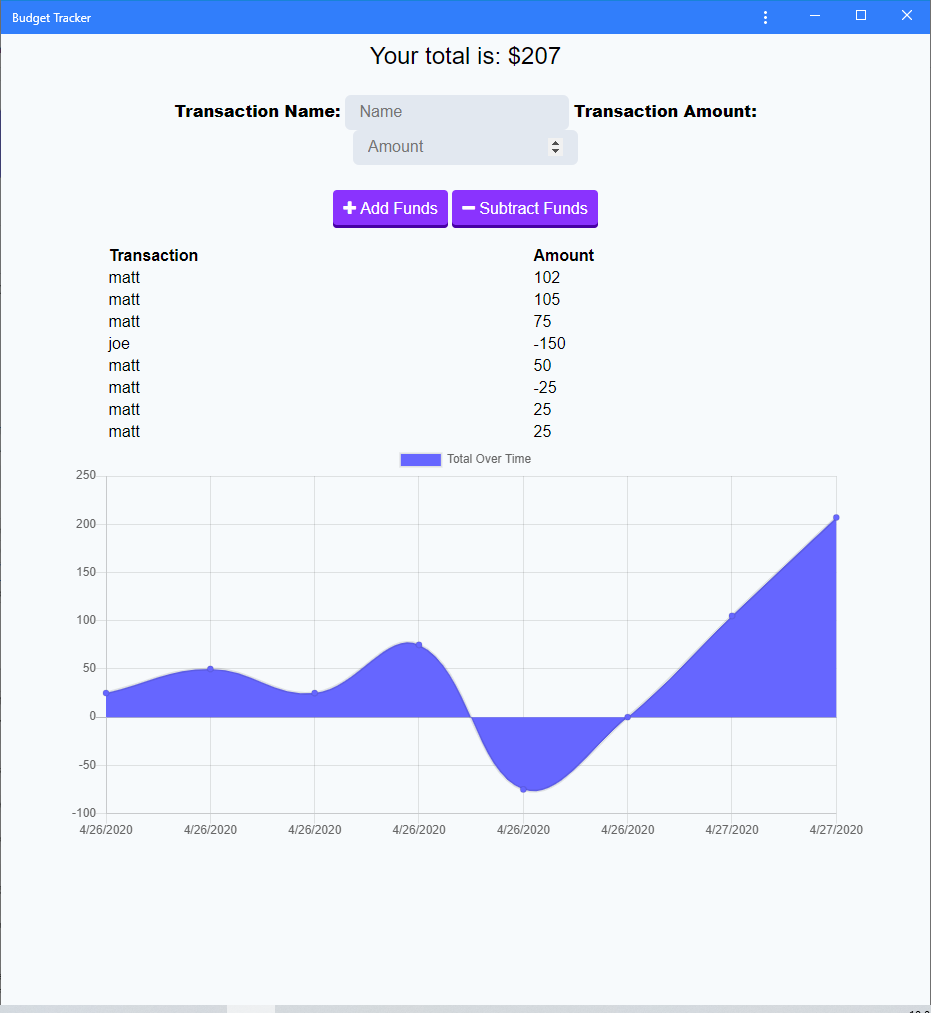 Budget Tracker
Your total is: $207
Transaction Name: Name Transaction Amount:
Amount
Add Funds Subtract Funds
Transaction Amount
matt 102
matt 105
matt 75
joe -150
matt 50
matt -25
matt 25
matt 25
Total Over Time
250
200
150
100
50
0
-50
-100
4/26/2020 4/26/2020 4/26/2020 4/26/2020 4/26/2020 4/26/2020 4/27/2020 4/27/2020